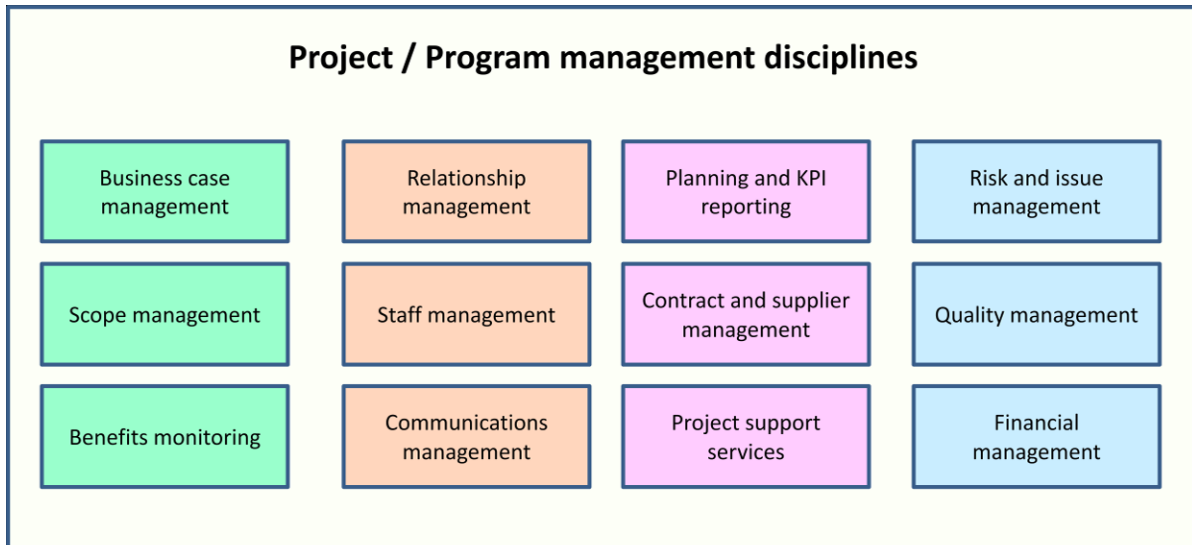 Project / Program management disciplines
Business case
management
Relationship
management
Planning and KPI
reporting
Risk and issue
management
Scope management
Staff management
Contract and supplier
management
Quality management
Benefits monitoring
Communications
management
Project support
services
Financial
management